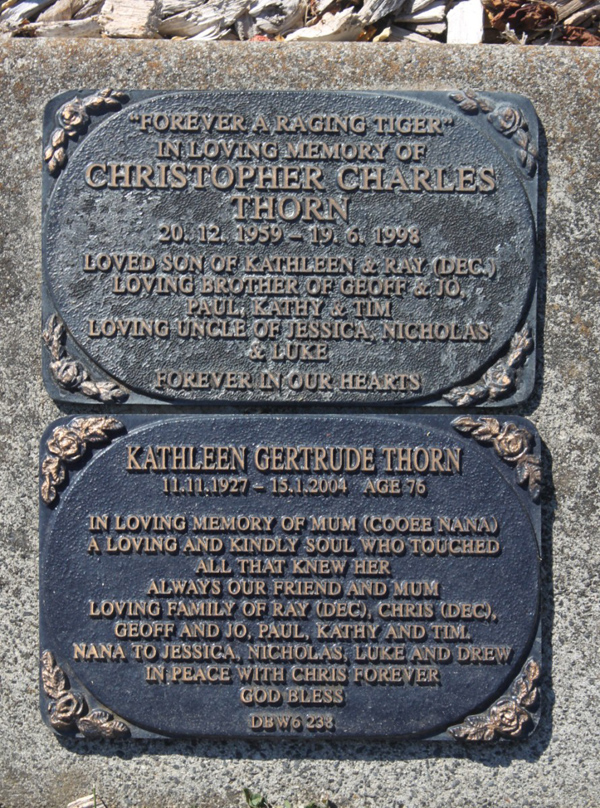 "FOREVER A RAGING TIGER"
IN LOVING MEMORY OF
CHRISTOPHER CHARLES
THORN
20. 12. 1959 – 19. 6. 1998
LOVED SON OF KATHLEEN & RAY (DEC.)
LOVING BROTHER OF GEOFF & JO,
PAUL, KATHY & TIM
LOVING UNCLE OF JESSICA, NICHOLAS
& LUKE
FOREVER IN OUR HEARTS
KATHLEEN GERTRUDE THORN
11.11.1927 – 15.1.2004 AGE 76
IN LOVING MEMORY OF MUM (COOEE NANA)
A LOVING AND KINDLY SOUL WHO TOUCHED
ALL THAT KNEW HER
ALWAYS OUR FRIEND AND MUM
LOVING FAMILY OF RAY (DEC), CHRIS (DEC),
GEOFF AND JO, PAUL, KATHY AND TIM.
NANA TO JESSICA, NICHOLAS, LUKE AND DREW
IN PEACE WITH CHRIS FOREVER
GOD BLESS
DBW6 238